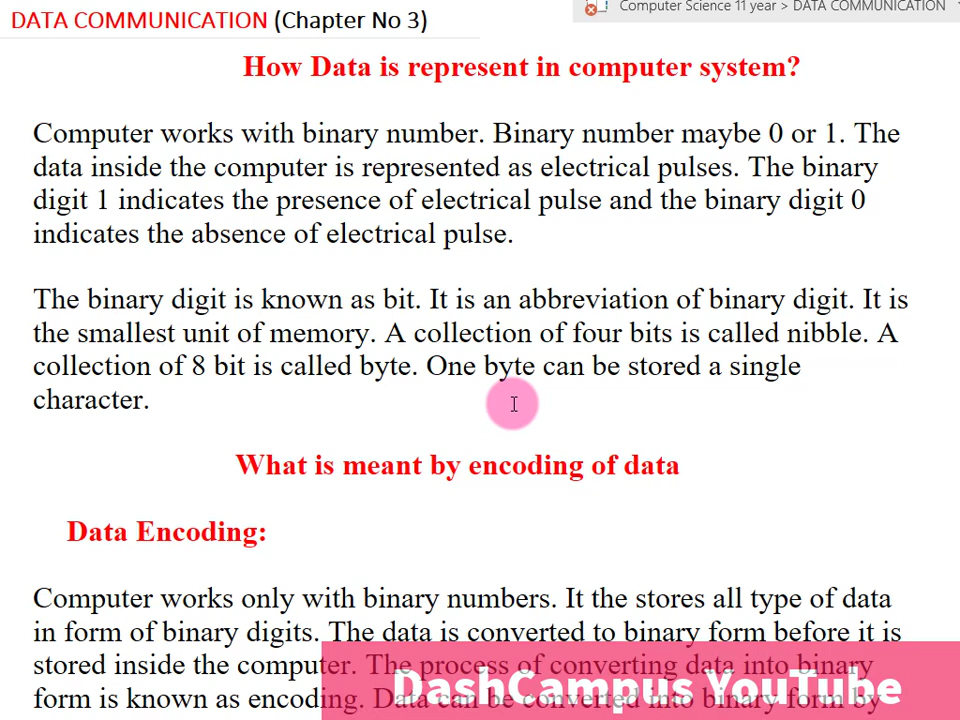 DATA COMMUNICATION (Chapter No 3)
Computer Science 11 year > DATA COMMUNICATION
How Data is represent in computer system?
Computer works with binary number. Binary number maybe 0 or 1. The
data inside the computer is represented as electrical pulses. The binary
digit 1 indicates the presence of electrical pulse and the binary digit 0
indicates the absence of electrical pulse.
The binary digit is known as bit. It is an abbreviation of binary digit. It is
the smallest unit of memory. A collection of four bits is called nibble. A
collection of 8 bit is called byte. One byte can be stored a single
character.
What is meant by encoding of data
Data Encoding:
Computer works only with binary numbers. It the stores all type of data
in form of binary digits. The data is converted to binary form before it is
stored inside the computer. The process of converting data into binary
form is known as encoding. Data can be converted into binary form by
DashCampus YouTube